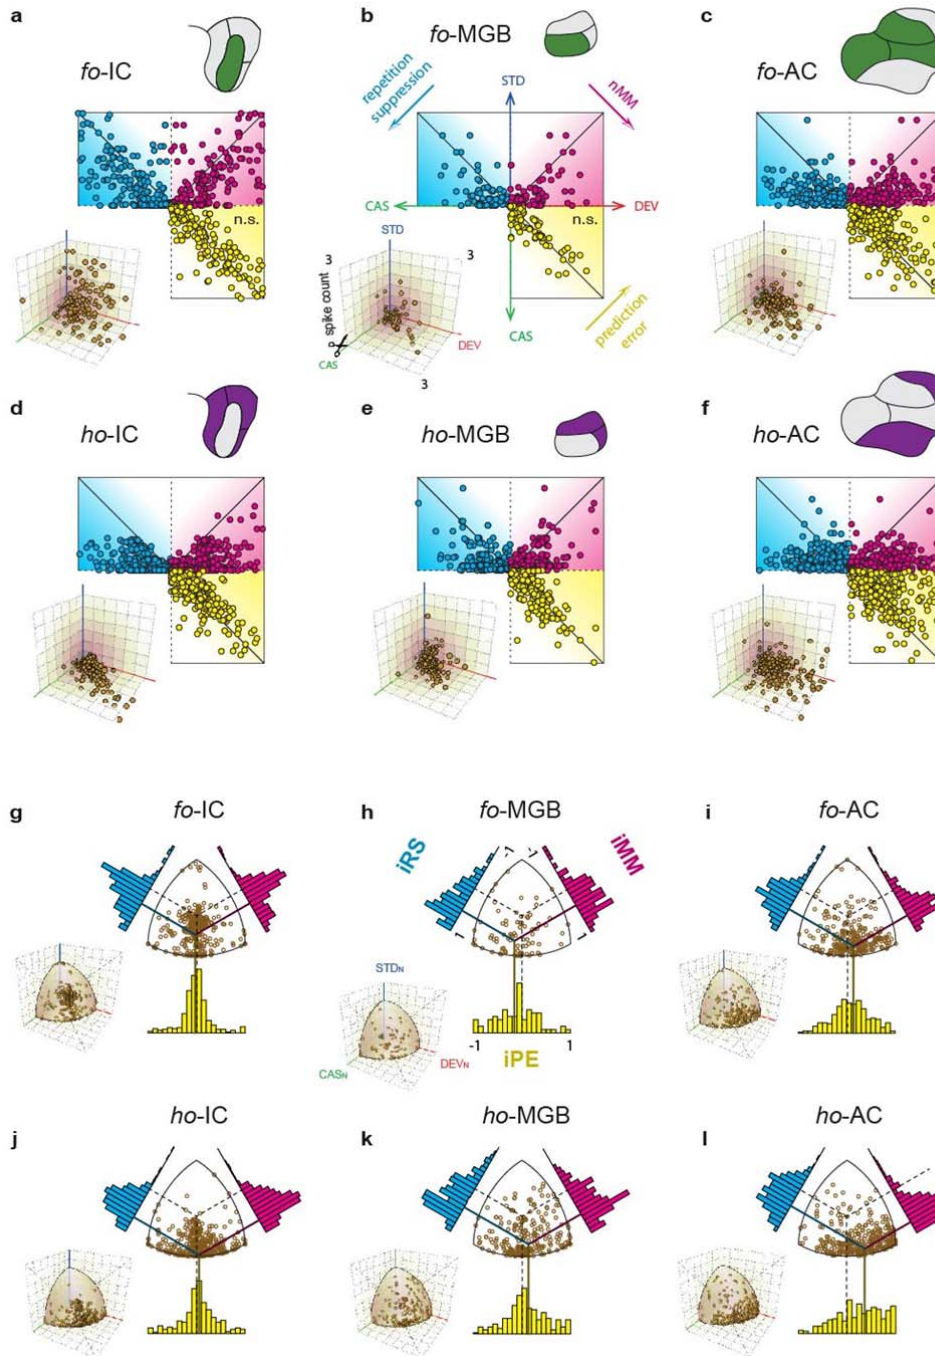 a
fo-IC
b
fo-MGB
c
fo-AC
repetition
suppression
STD
nMM
CAS
DEV
n.s.
n.s.
STD
3
3
spike count
CAS
DEV
3
CAS
prediction
error
d
ho-IC
e
ho-MGB
f
ho-AC
g
fo-IC
h
fo-MGB
i
fo-AC
iRS
iMM
STDN
CASN
DEVN
-1
1
iPE
j
ho-IC
k
ho-MGB
l
ho-AC